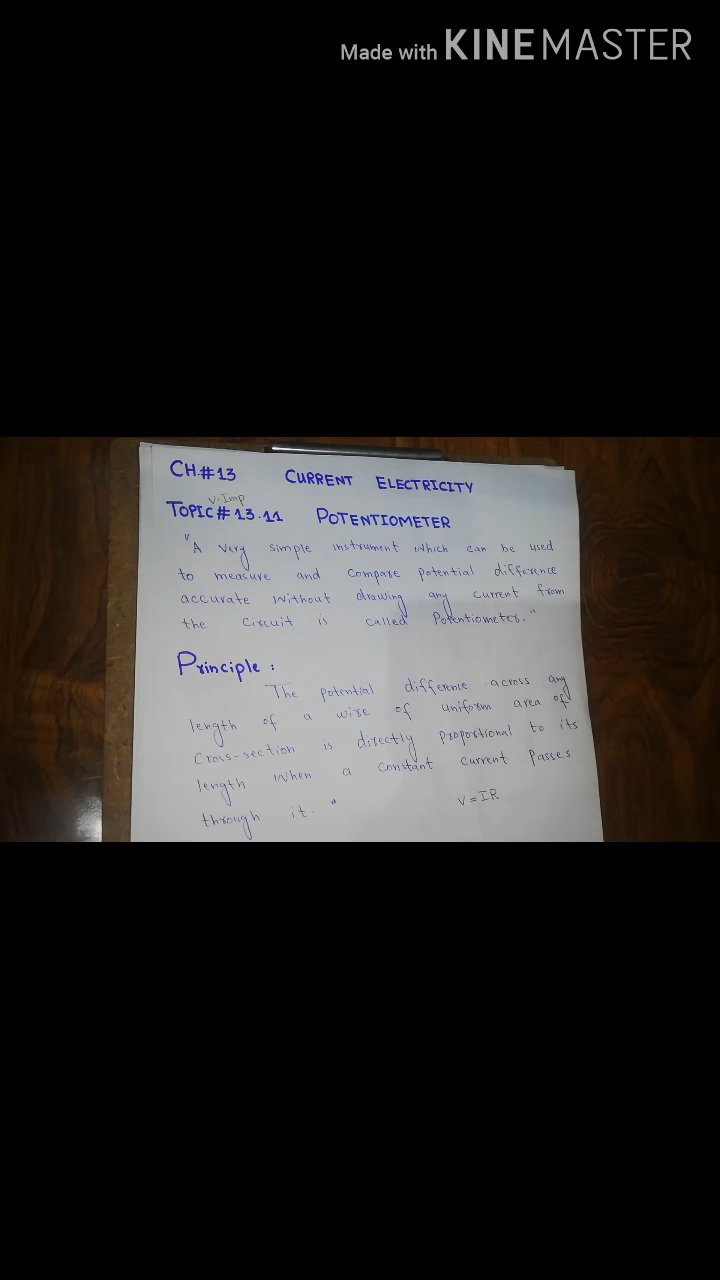 Made with KINEMASTER
CH.#13 CURRENT ELECTRICITY
V.Imp
TOPIC# 13.11 POTENTIOMETER
"A very simple instrument which can be used
to measure and compare potential difference
accurate without drawing any current from
the circuit is called Potentiometer."
Principle :
The potential difference across any
length of a wire of uniform area of
Cross-section is directly proportional to its
length when a constant current Passes
through it. "
V = IR